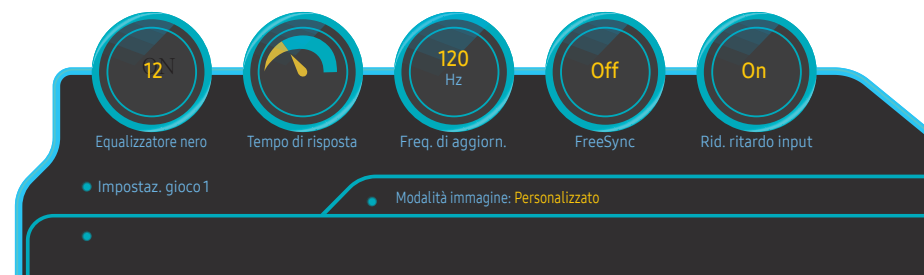 12
120
Hz
Off
On
Equalizzatore nero
Tempo di risposta
Freq. di aggiorn.
FreeSync
Rid. ritardo input
Impostaz. gioco 1
Modalità immagine: Personalizzato